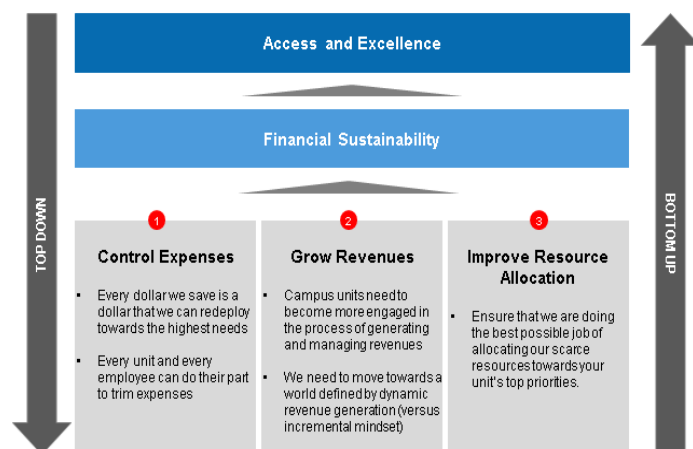 Access and Excellence
Financial Sustainability
TOP DOWN
BOTTOM UP
1
Control Expenses
▪ Every dollar we save is a
dollar that we can redeploy
towards the highest needs
▪ Every unit and every
employee can do their part
to trim expenses
2
Grow Revenues
▪ Campus units need to
become more engaged in
the process of generating
and managing revenues
▪ We need to move towards a
world defined by dynamic
revenue generation (versus
incremental mindset)
3
Improve Resource
Allocation
▪ Ensure that we are doing
the best possible job of
allocating our scarce
resources towards your
unit's top priorities.